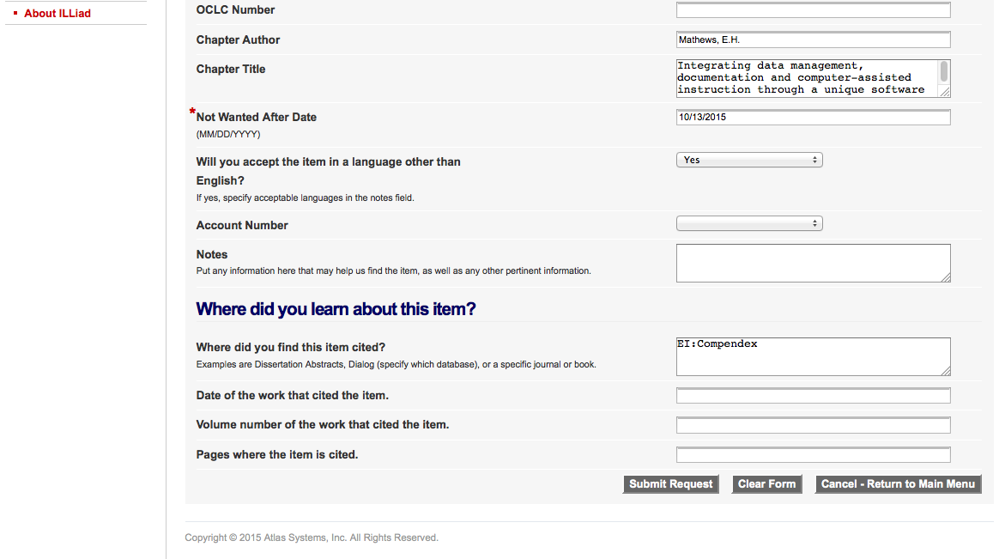 About ILLiad
OCLC Number
Chapter Author
Mathews, E.H.
Chapter Title
Integrating data management,
documentation and computer-assisted
instruction through a unique software
*Not Wanted After Date
10/13/2015
(MM/DD/YYYY)
Will you accept the item in a language other than
Yes
English?
If yes, specify acceptable languages in the notes field.
Account Number
Notes
Put any information here that may help us find the item, as well as any other pertinent information.
Where did you learn about this item?
Where did you find this item cited?
EI:Compendex
Examples are Dissertation Abstracts, Dialog (specify which database), or a specific journal or book.
Date of the work that cited the item.
Volume number of the work that cited the item.
Pages where the item is cited.
Submit Request
Clear Form
Cancel - Return to Main Menu
Copyright © 2015 Atlas Systems, Inc. All Rights Reserved.